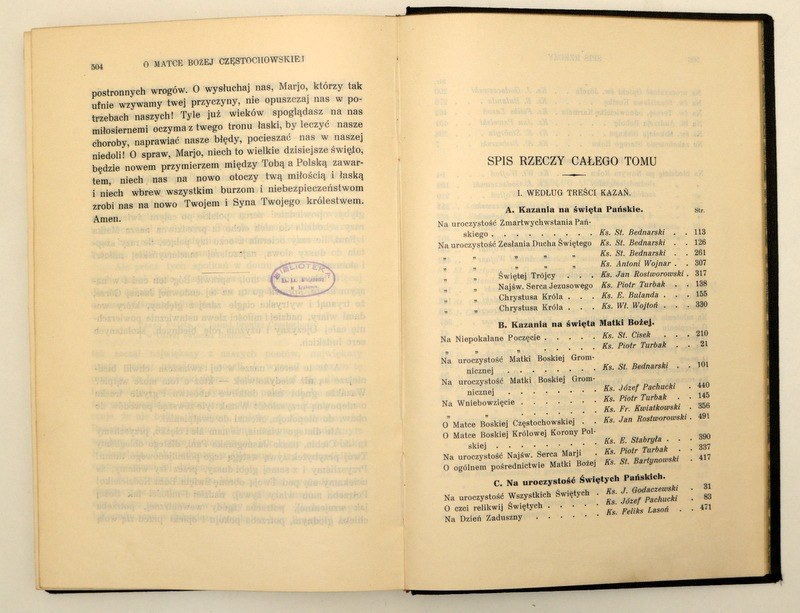 504
O MATCE BOŻEJ CZĘSTOCHOWSKIEJ
postronnych wrogów. O wysłuchaj nas, Marjo, którzy tak
ufnie wzywamy twej przyczyny, nie opuszczaj nas w po-
trzebach naszych! Tyle już wieków spoglądasz na nas
miłosiernemi oczyma z twego tronu łaski, by leczyć nasze
choroby, naprawiać nasze błędy, pocieszać nas w naszej
niedoli! O spraw, Marjo, niech to wielkie dzisiejsze święto,
będzie nowem przymierzem między Tobą a Polską zawar-
tem, niech nas na nowo otoczy twą miłością i łaską
i niech wbrew wszystkim burzom i niebezpieczeństwom
zrobi nas na nowo Twojem i Syna Twojego królestwem.
Amen.
BIBLIOTEKA
SPIS RZECZY CAŁEGO TOMU
I. WEDŁUG TREŚCI KAZAŃ.
A. Kazania na święta Pańskie.
Str.
Na uroczystość Zmartwychwstania Pań-
skiego . . . . . . . . . Ks. St. Bednarski . . 113
Na uroczystość Zesłania Ducha Świętego Ks. St. Bednarski . . 126
„ „ „ „ „ Ks. St. Bednarski . . 261
„ „ „ „ „ Ks. Antoni Wojnar . . 307
„ „ Świętej Trójcy . . . Ks. Jan Rostworowski . 317
„ „ Najśw. Serca Jezusowego Ks. Piotr Turbak . . 138
„ „ Chrystusa Króla . . . Ks. E. Bulanda . . . 155
„ „ Chrystusa Króla . . . Ks. Wł. Wojtoń . . . 330
B. Kazania na święta Matki Bożej.
Na Niepokalane Poczęcie . . . . . Ks. St. Cisek . . . 210
„ „ . . . . . Ks. Piotr Turbak . . 21
Na uroczystość Matki Boskiej Grom-
nicznej . . . . . . . . Ks. St. Bednarski . . 101
Na uroczystość Matki Boskiej Grom-
nicznej . . . . . . . . Ks. Józef Pachucki . 440
Na Wniebowzięcie . . . . . . . Ks. Piotr Turbak . . 145
„ „ . . . . . . . Ks. Fr. Kwiatkowski . 356
O Matce Boskiej Częstochowskiej . . Ks. Jan Rostworowski . 491
O Matce Boskiej Królowej Korony Pol-
skiej . . . . . . . . . Ks. E. Stabryła . . . 390
Na uroczystość Najśw. Serca Marji . Ks. Piotr Turbak . . 337
O ogólnem pośrednictwie Matki Bożej Ks. St. Bartynowski . 417
C. Na uroczystość Świętych Pańskich.
Na uroczystość Wszystkich Świętych . Ks. J. Godaczewski . 31
O czci relikwij Świętych . . . . . Ks. Józef Pachucki . 83
Na Dzień Zaduszny . . . . . . Ks. Feliks Lasoń . . 471